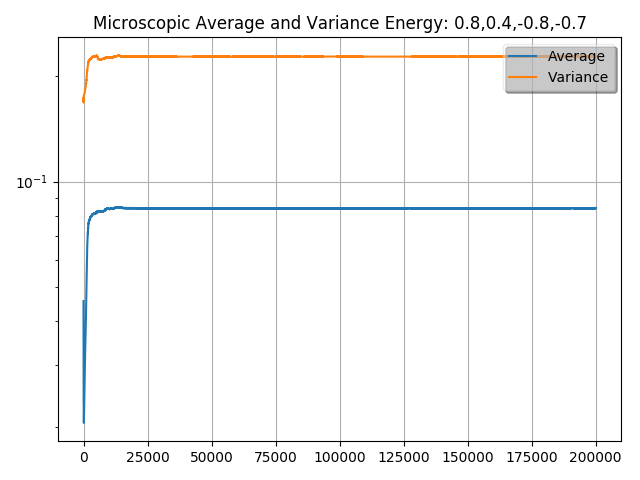 Microscopic Average and Variance Energy: 0.8,0.4,-0.8,-0.7
Average
Variance
10⁻¹
0 25000 50000 75000 100000 125000 150000 175000 200000